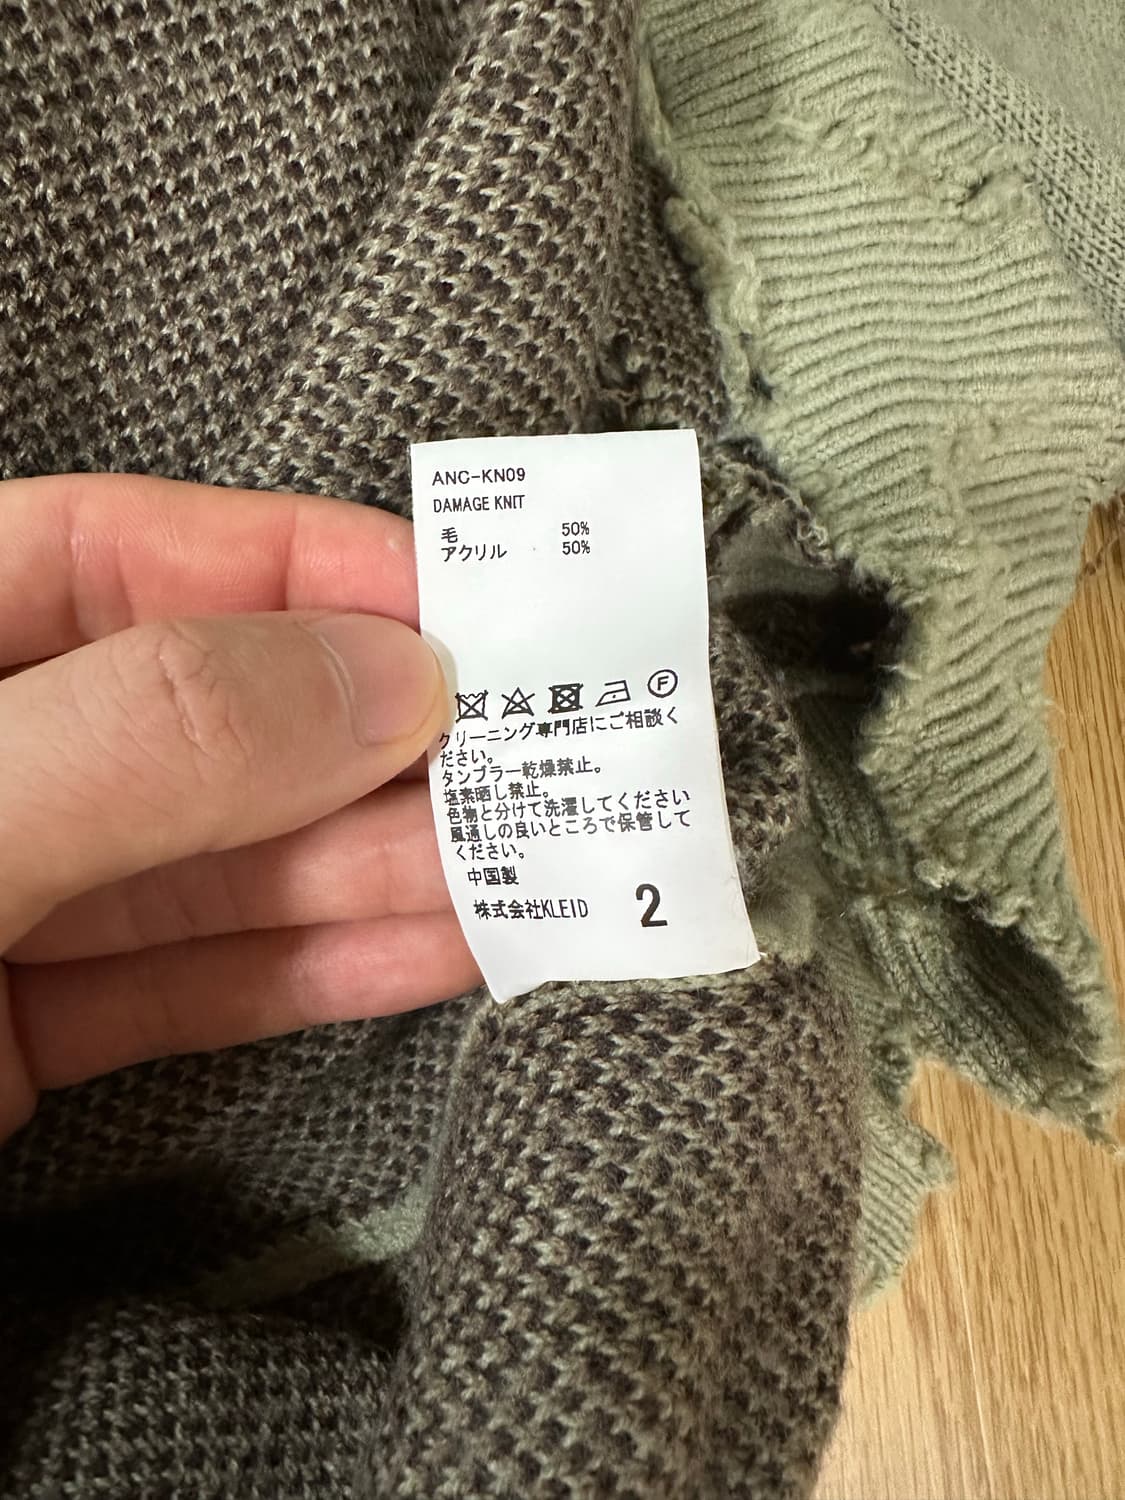 ANC-KN09
DAMAGE KNIT
毛 50%
アクリル 50%
F
クリーニング専門店にご相談く
ださい。
タンブラー乾燥禁止。
塩素晒し禁止。
色物と分けて洗濯してください
風通しの良いところで保管して
ください。
中国製
株式会社KLEID 2